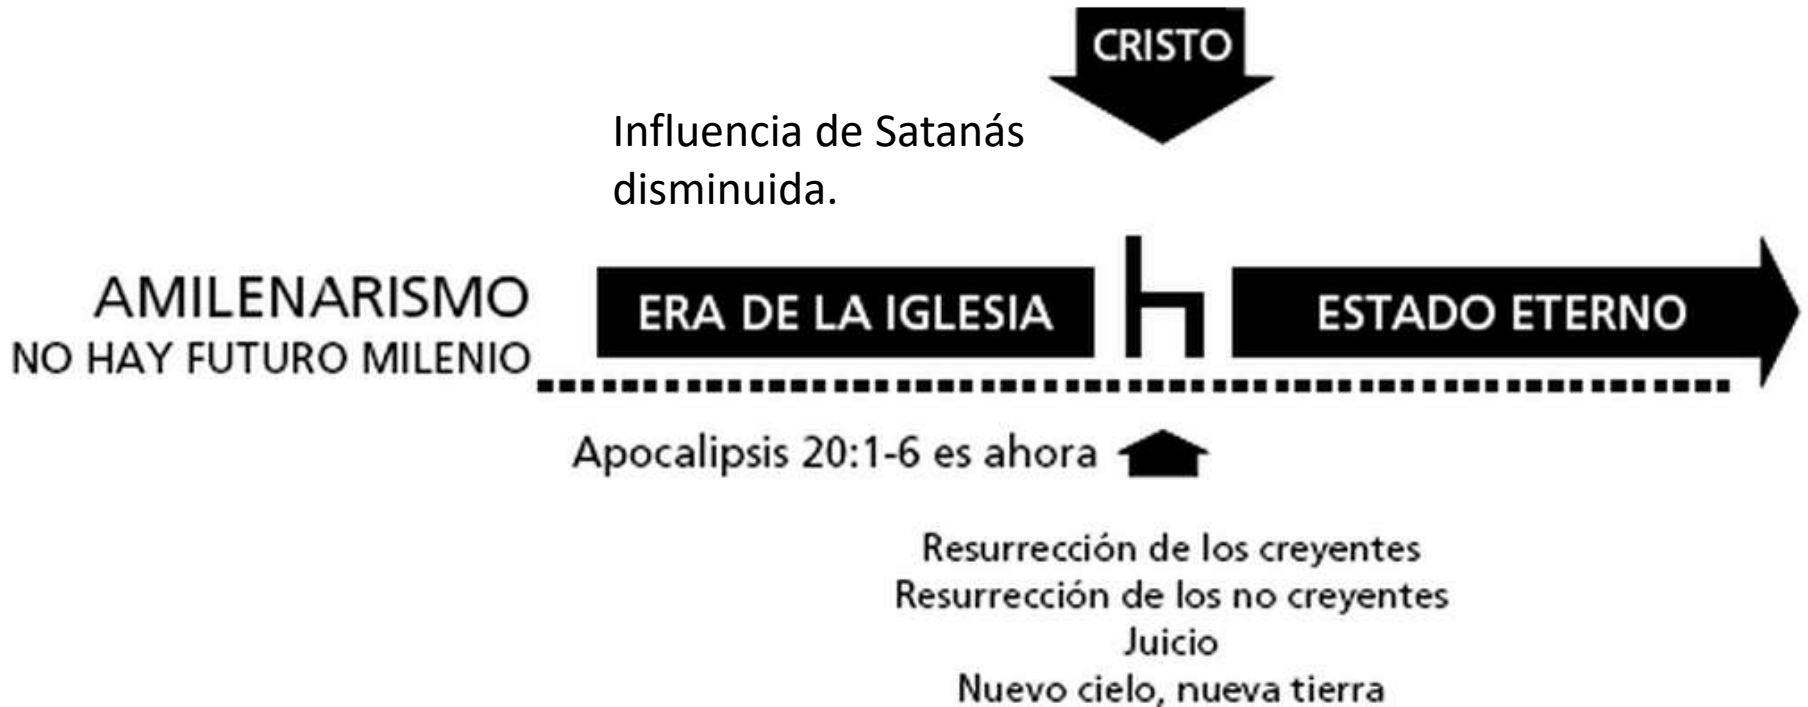 CRISTO
Influencia de Satanás
disminuida.
AMILENARISMO
NO HAY FUTURO MILENIO
ERA DE LA IGLESIA
ESTADO ETERNO
Apocalipsis 20:1-6 es ahora
Resurrección de los creyentes
Resurrección de los no creyentes
Juicio
Nuevo cielo, nueva tierra